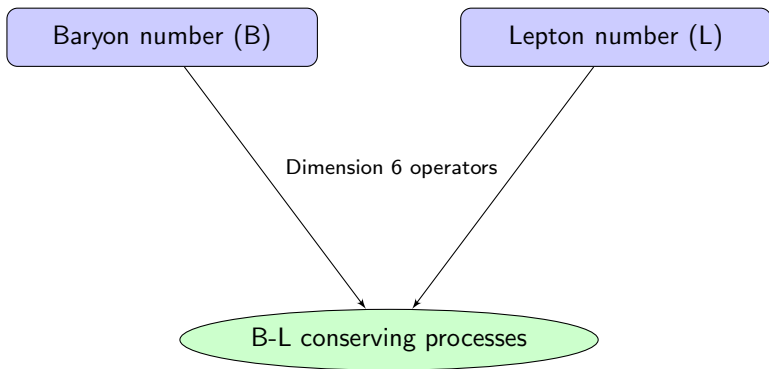 Baryon number (B)
Lepton number (L)
Dimension 6 operators
B-L conserving processes